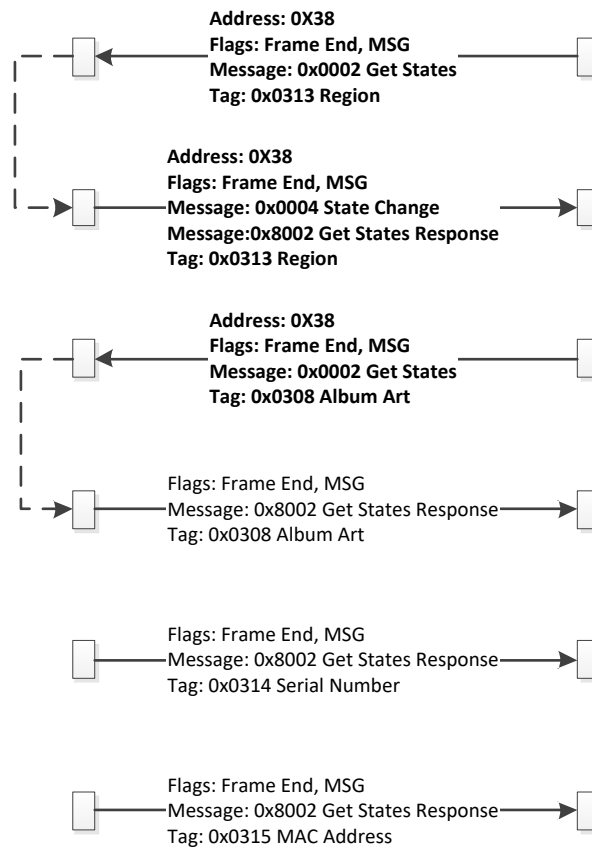 Address: 0X38
Flags: Frame End, MSG
Message: 0x0002 Get States
Tag: 0x0313 Region
Address: 0X38
Flags: Frame End, MSG
Message: 0x0004 State Change
Message:0x8002 Get States Response
Tag: 0x0313 Region
Address: 0X38
Flags: Frame End, MSG
Message: 0x0002 Get States
Tag: 0x0308 Album Art
Flags: Frame End, MSG
Message: 0x8002 Get States Response
Tag: 0x0308 Album Art
Flags: Frame End, MSG
Message: 0x8002 Get States Response
Tag: 0x0314 Serial Number
Flags: Frame End, MSG
Message: 0x8002 Get States Response
Tag: 0x0315 MAC Address